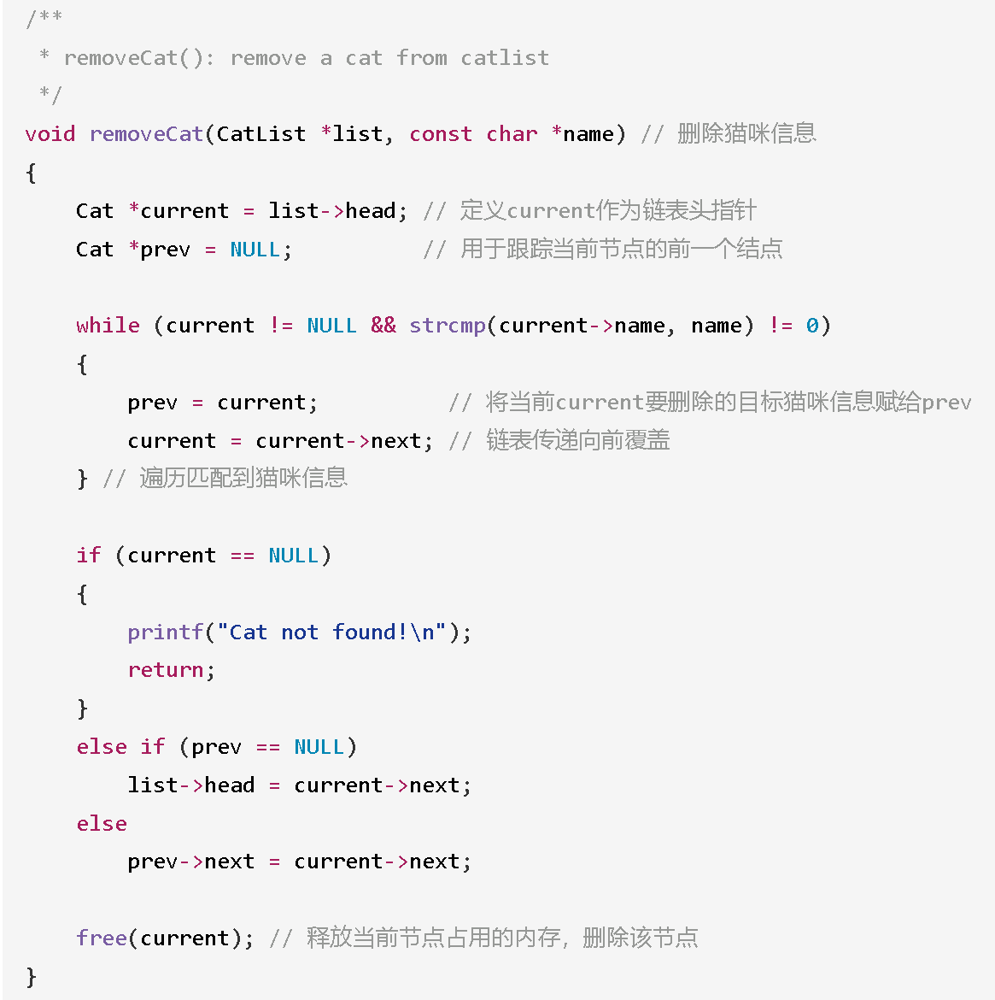 /**
 * removeCat(): remove a cat from catlist
 */
void removeCat(CatList *list, const char *name) // 删除猫咪信息
{
    Cat *current = list->head; // 定义current作为链表头指针
    Cat *prev = NULL;          // 用于跟踪当前节点的前一个结点

    while (current != NULL && strcmp(current->name, name) != 0)
    {
        prev = current;          // 将当前current要删除的目标猫咪信息赋给prev
        current = current->next; // 链表传递向前覆盖
    } // 遍历匹配到猫咪信息

    if (current == NULL)
    {
        printf("Cat not found!\n");
        return;
    }
    else if (prev == NULL)
        list->head = current->next;
    else
        prev->next = current->next;

    free(current); // 释放当前节点占用的内存，删除该节点
}